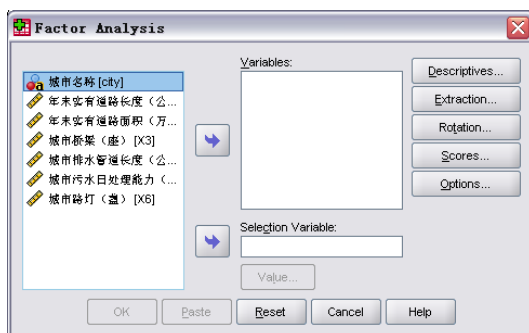 Factor Analysis
城市名称 [city]
年末实有道路长度（公...
年末实有道路面积（万...
城市桥梁（座）[X3]
城市排水管道长度（公...
城市污水日处理能力（...
城市路灯（盏）[X6]
Variables:
Selection Variable:
Value...
Descriptives...
Extraction...
Rotation...
Scores...
Options...
OK
Paste
Reset
Cancel
Help